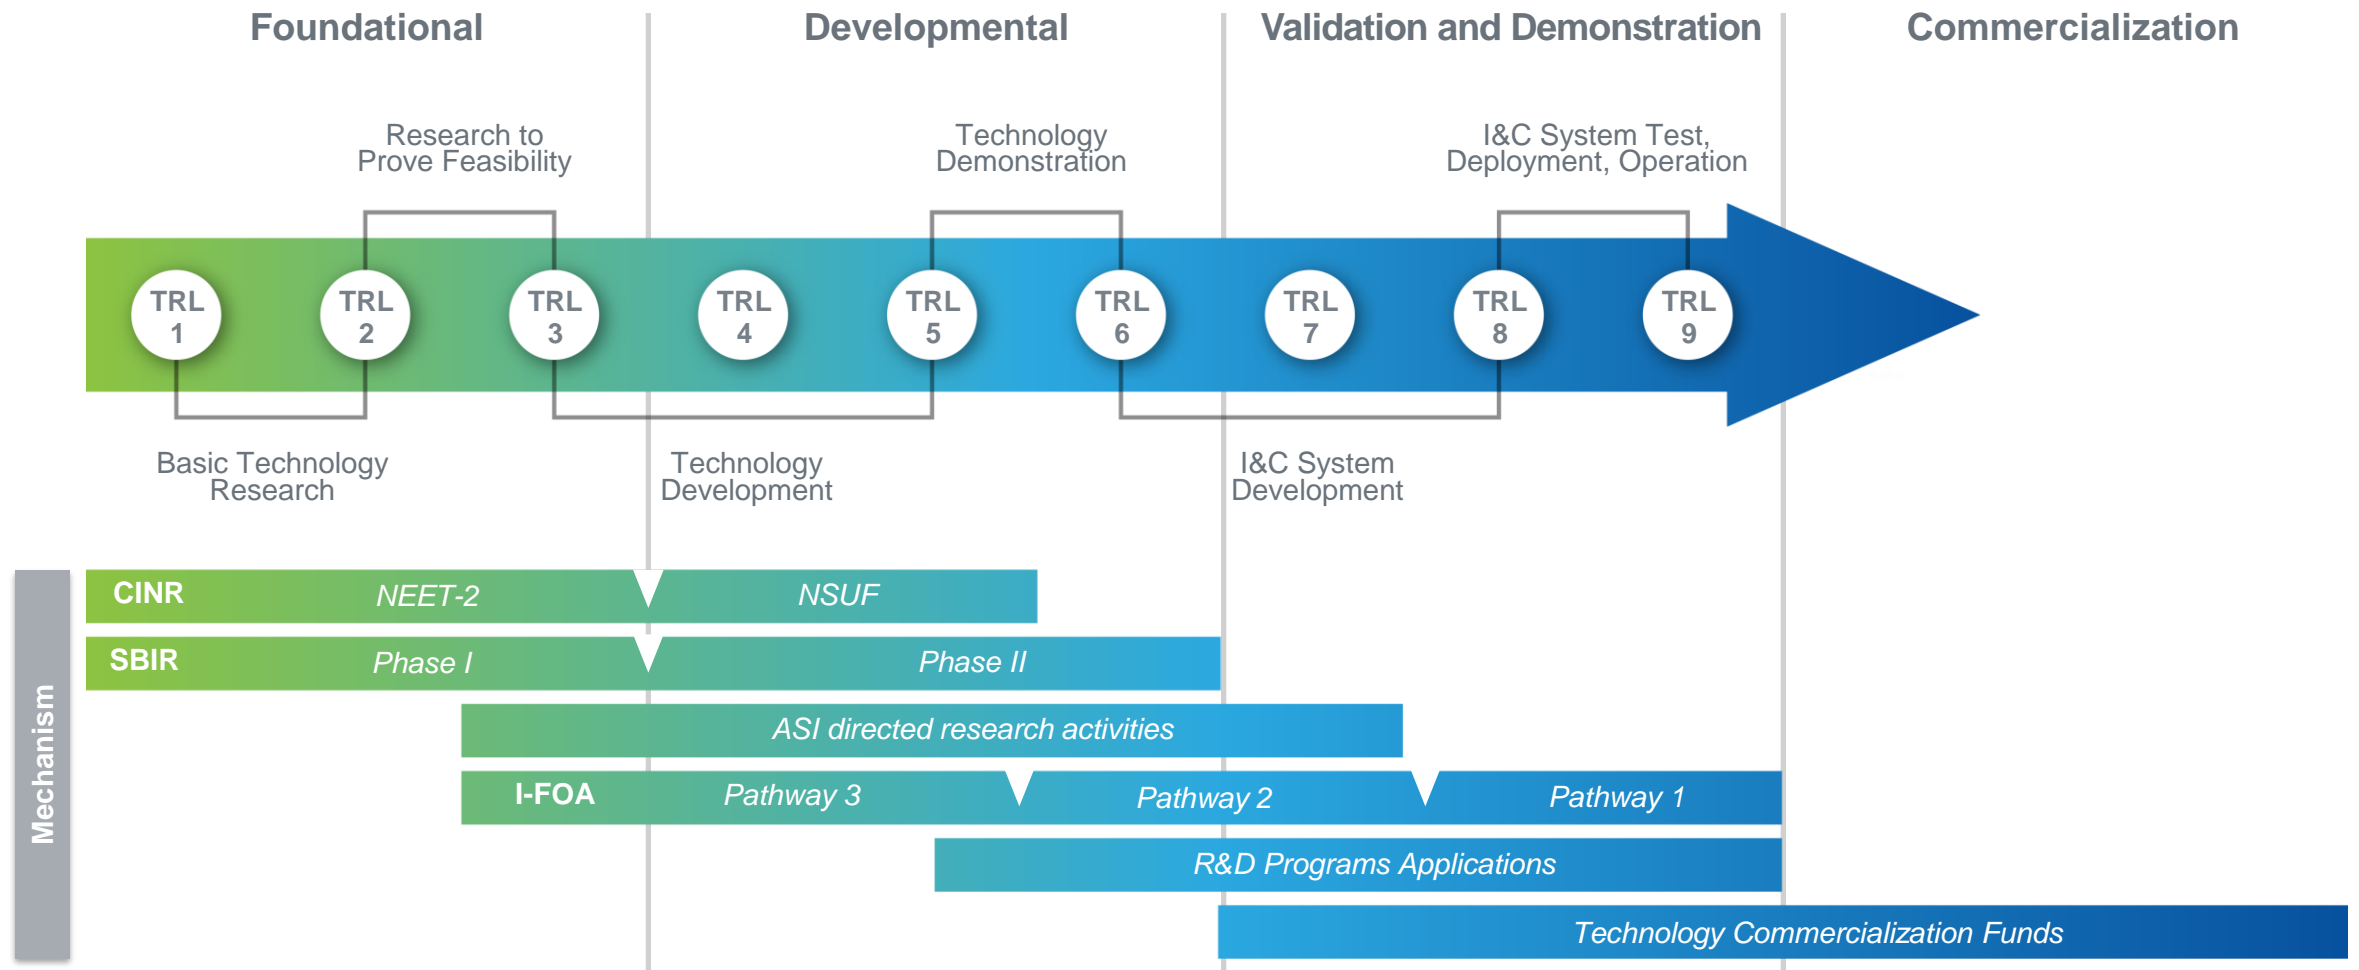 Foundational
Developmental
Validation and Demonstration
Commercialization
Research to
Prove Feasibility
Technology
Demonstration
I&C System Test,
Deployment, Operation
TRL
1
TRL
2
TRL
3
TRL
4
TRL
5
TRL
6
TRL
7
TRL
8
TRL
9
Basic Technology
Research
Technology
Development
I&C System
Development
Mechanism
CINR
NEET-2
NSUF
SBIR
Phase I
Phase II
ASI directed research activities
I-FOA
Pathway 3
Pathway 2
Pathway 1
R&D Programs Applications
Technology Commercialization Funds